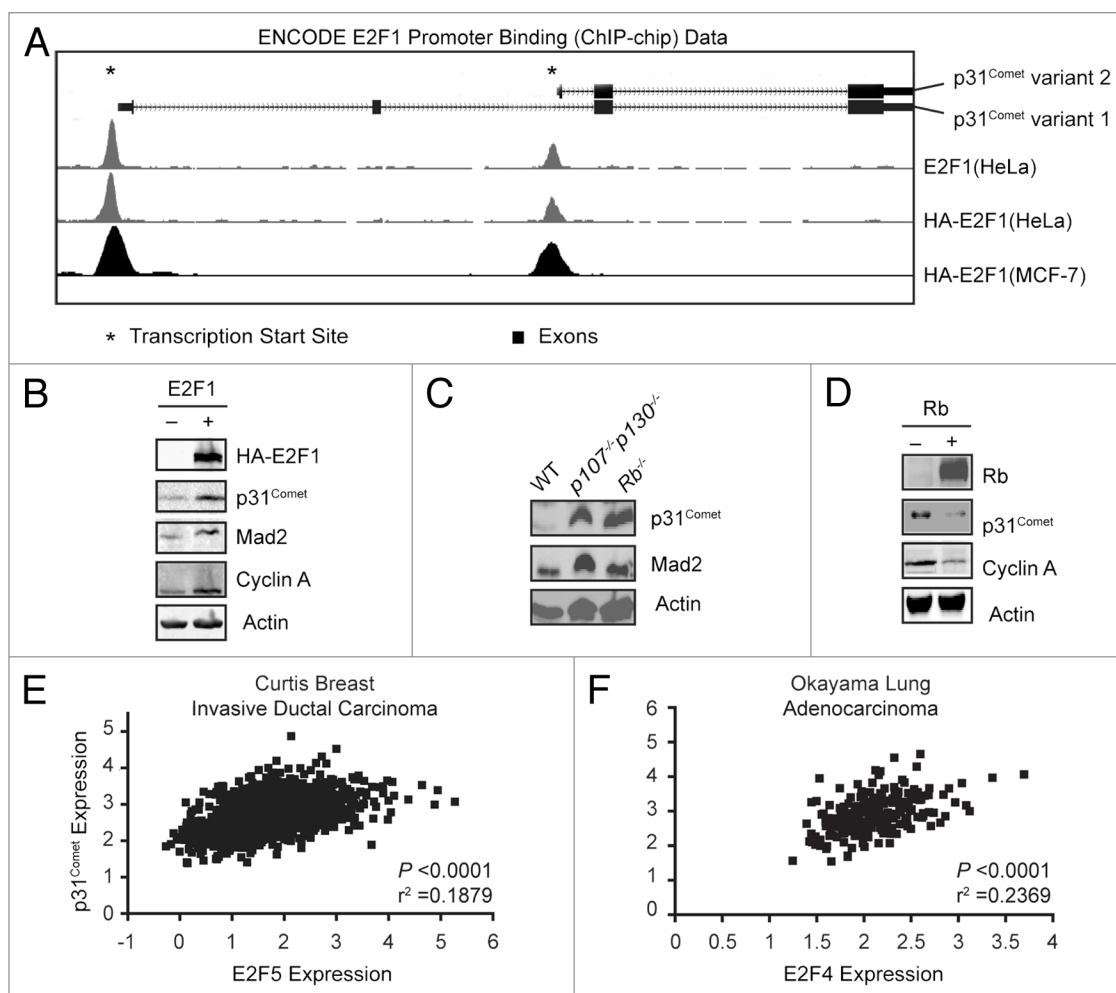 A
ENCODE E2F1 Promoter Binding (ChIP-chip) Data
* *
p31Comet variant 2
p31Comet variant 1
E2F1(HeLa)
HA-E2F1(HeLa)
HA-E2F1(MCF-7)
* Transcription Start Site
■ Exons
B
E2F1
– +
HA-E2F1
p31Comet
Mad2
Cyclin A
Actin
C
WT
p107-/-p130-/-
Rb-/-
p31Comet
Mad2
Actin
D
Rb
– +
Rb
p31Comet
Cyclin A
Actin
E
Curtis Breast
Invasive Ductal Carcinoma
p31Comet Expression
5
4
3
2
1
0
P <0.0001
r² =0.1879
-1 0 1 2 3 4 5 6
E2F5 Expression
F
Okayama Lung
Adenocarcinoma
6
5
4
3
2
1
0
P <0.0001
r² =0.2369
0 0.5 1 1.5 2 2.5 3 3.5 4
E2F4 Expression